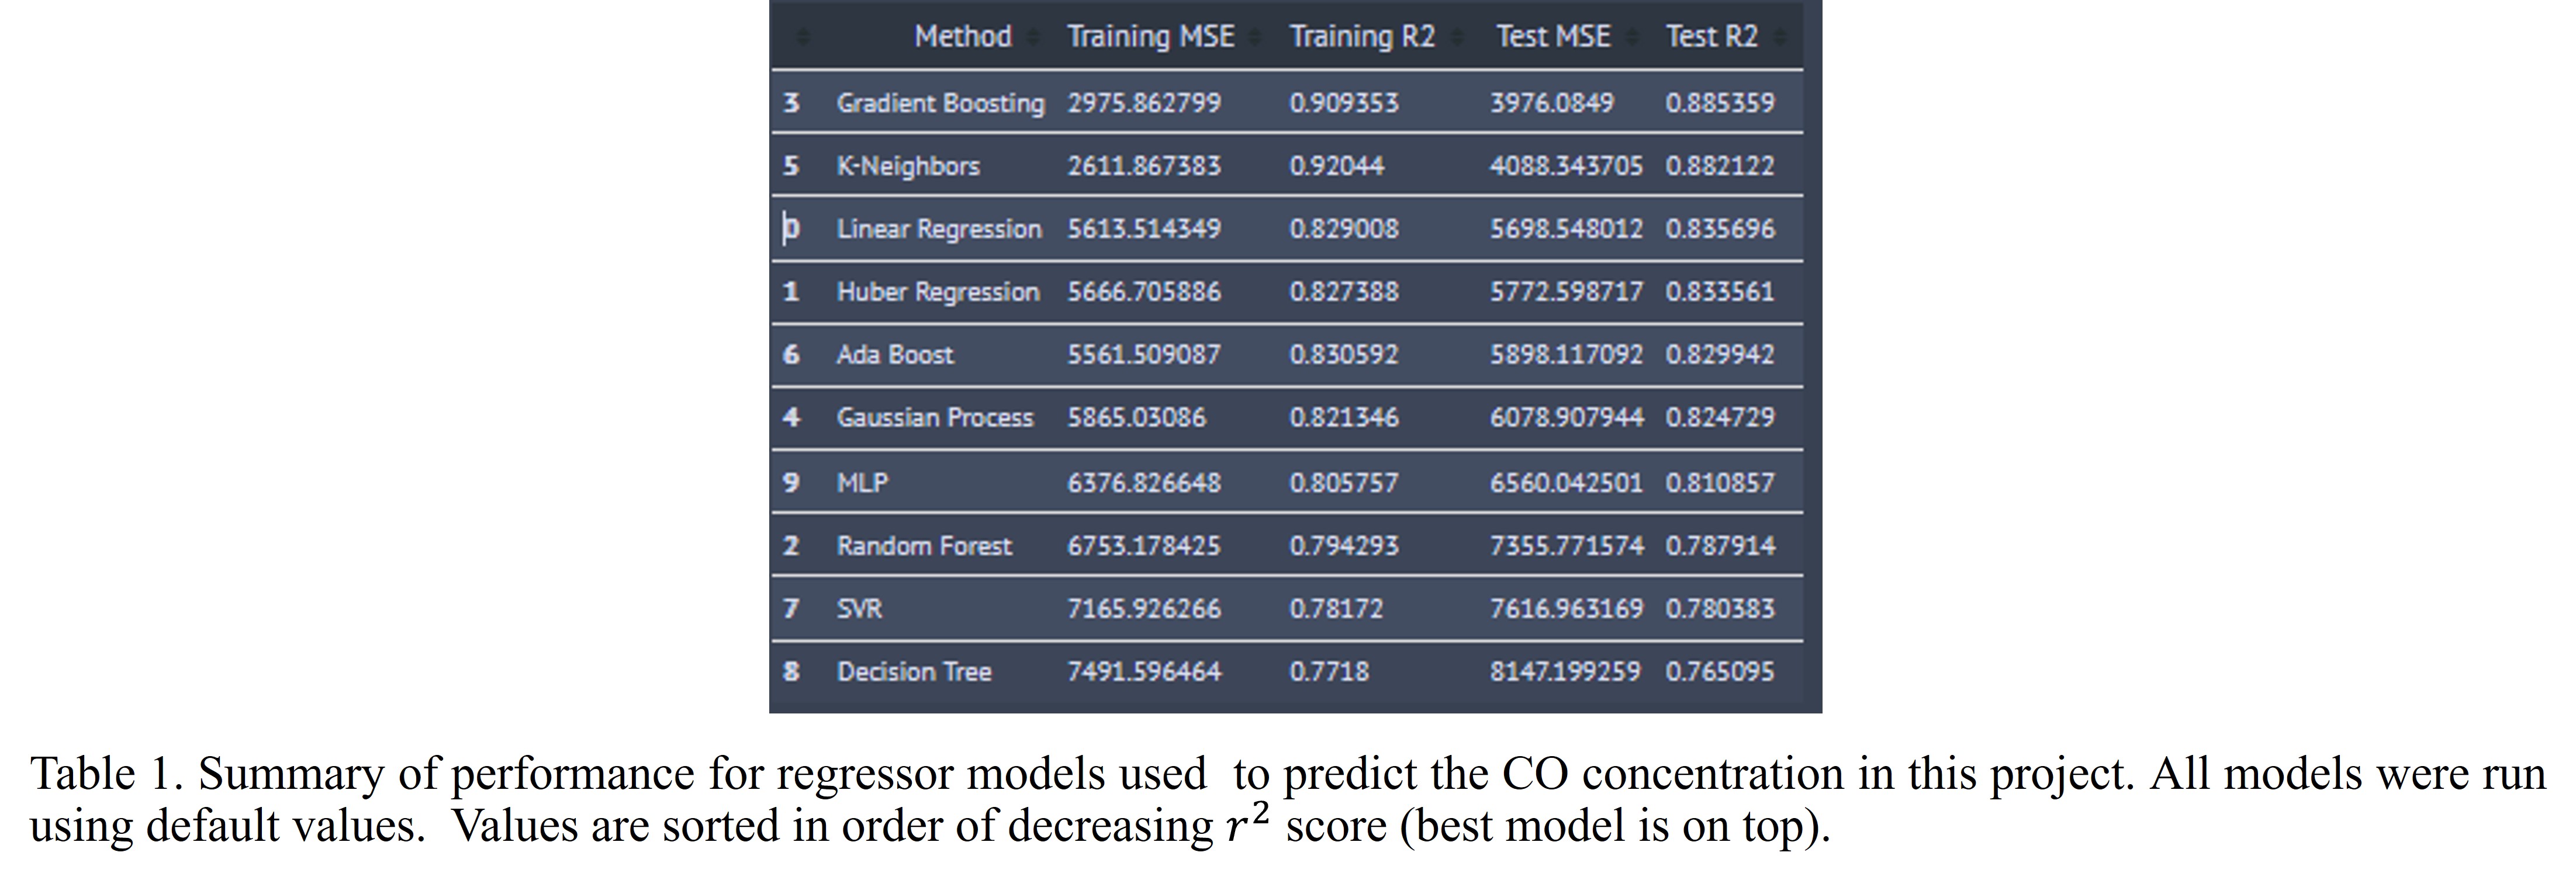 Method Training MSE Training R2 Test MSE Test R2
3 Gradient Boosting 2975.862799 0.909353 3976.0849 0.885359
5 K-Neighbors 2611.867383 0.92044 4088.343705 0.882122
0 Linear Regression 5613.514349 0.829008 5698.548012 0.835696
1 Huber Regression 5666.705886 0.827388 5772.598717 0.833561
6 Ada Boost 5561.509087 0.830592 5898.117092 0.829942
4 Gaussian Process 5865.03086 0.821346 6078.907944 0.824729
9 MLP 6376.826648 0.805757 6560.042501 0.810857
2 Random Forest 6753.178425 0.794293 7355.771574 0.787914
7 SVR 7165.926266 0.78172 7616.963169 0.780383
8 Decision Tree 7491.596464 0.7718 8147.199259 0.765095
Table 1. Summary of performance for regressor models used  to predict the CO concentration in this project. All models were run
using default values.  Values are sorted in order of decreasing r² score (best model is on top).